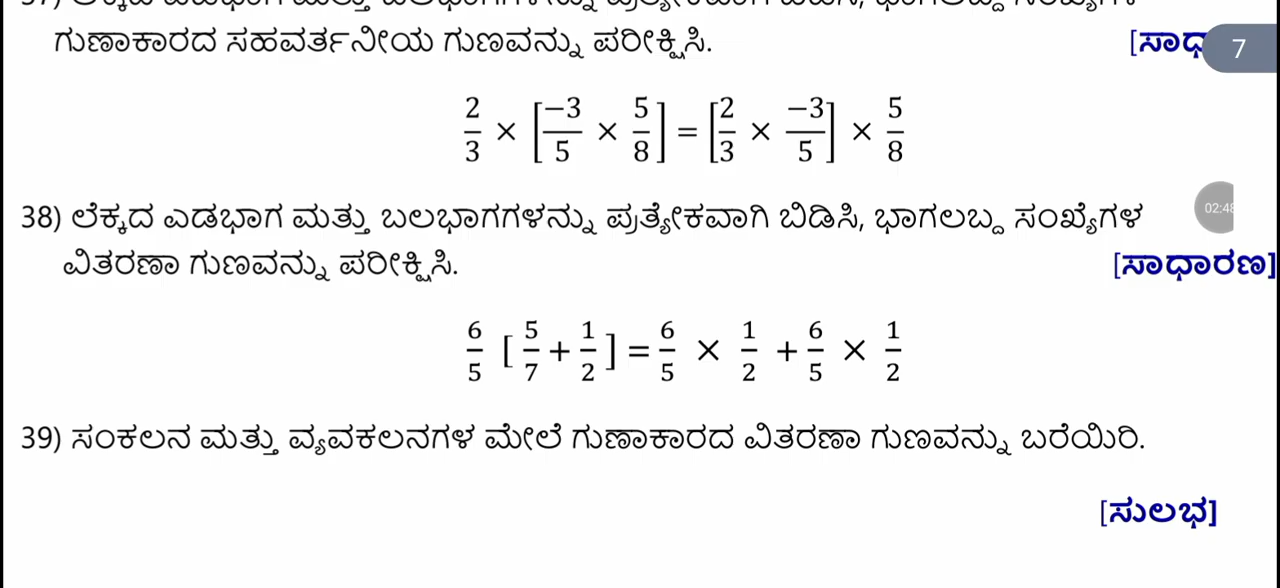 ಗುಣಾಕಾರದ ಸಹವರ್ತನೀಯ ಗುಣವನ್ನು ಪರೀಕ್ಷಿಸಿ.
7
2/3 × [−3/5 × 5/8] = [2/3 × −3/5] × 5/8
38) ಲೆಕ್ಕದ ಎಡಭಾಗ ಮತ್ತು ಬಲಭಾಗಗಳನ್ನು ಪ್ರತ್ಯೇಕವಾಗಿ ಬಿಡಿಸಿ, ಭಾಗಲಬ್ದ ಸಂಖ್ಯೆಗಳ
02:48
ವಿತರಣಾ ಗುಣವನ್ನು ಪರೀಕ್ಷಿಸಿ. [ಸಾಧಾರಣ]
6/5 [5/7 + 1/2] = 6/5 × 1/2 + 6/5 × 1/2
39) ಸಂಕಲನ ಮತ್ತು ವ್ಯವಕಲನಗಳ ಮೇಲೆ ಗುಣಾಕಾರದ ವಿತರಣಾ ಗುಣವನ್ನು ಬರೆಯಿರಿ.
[ಸುಲಭ]